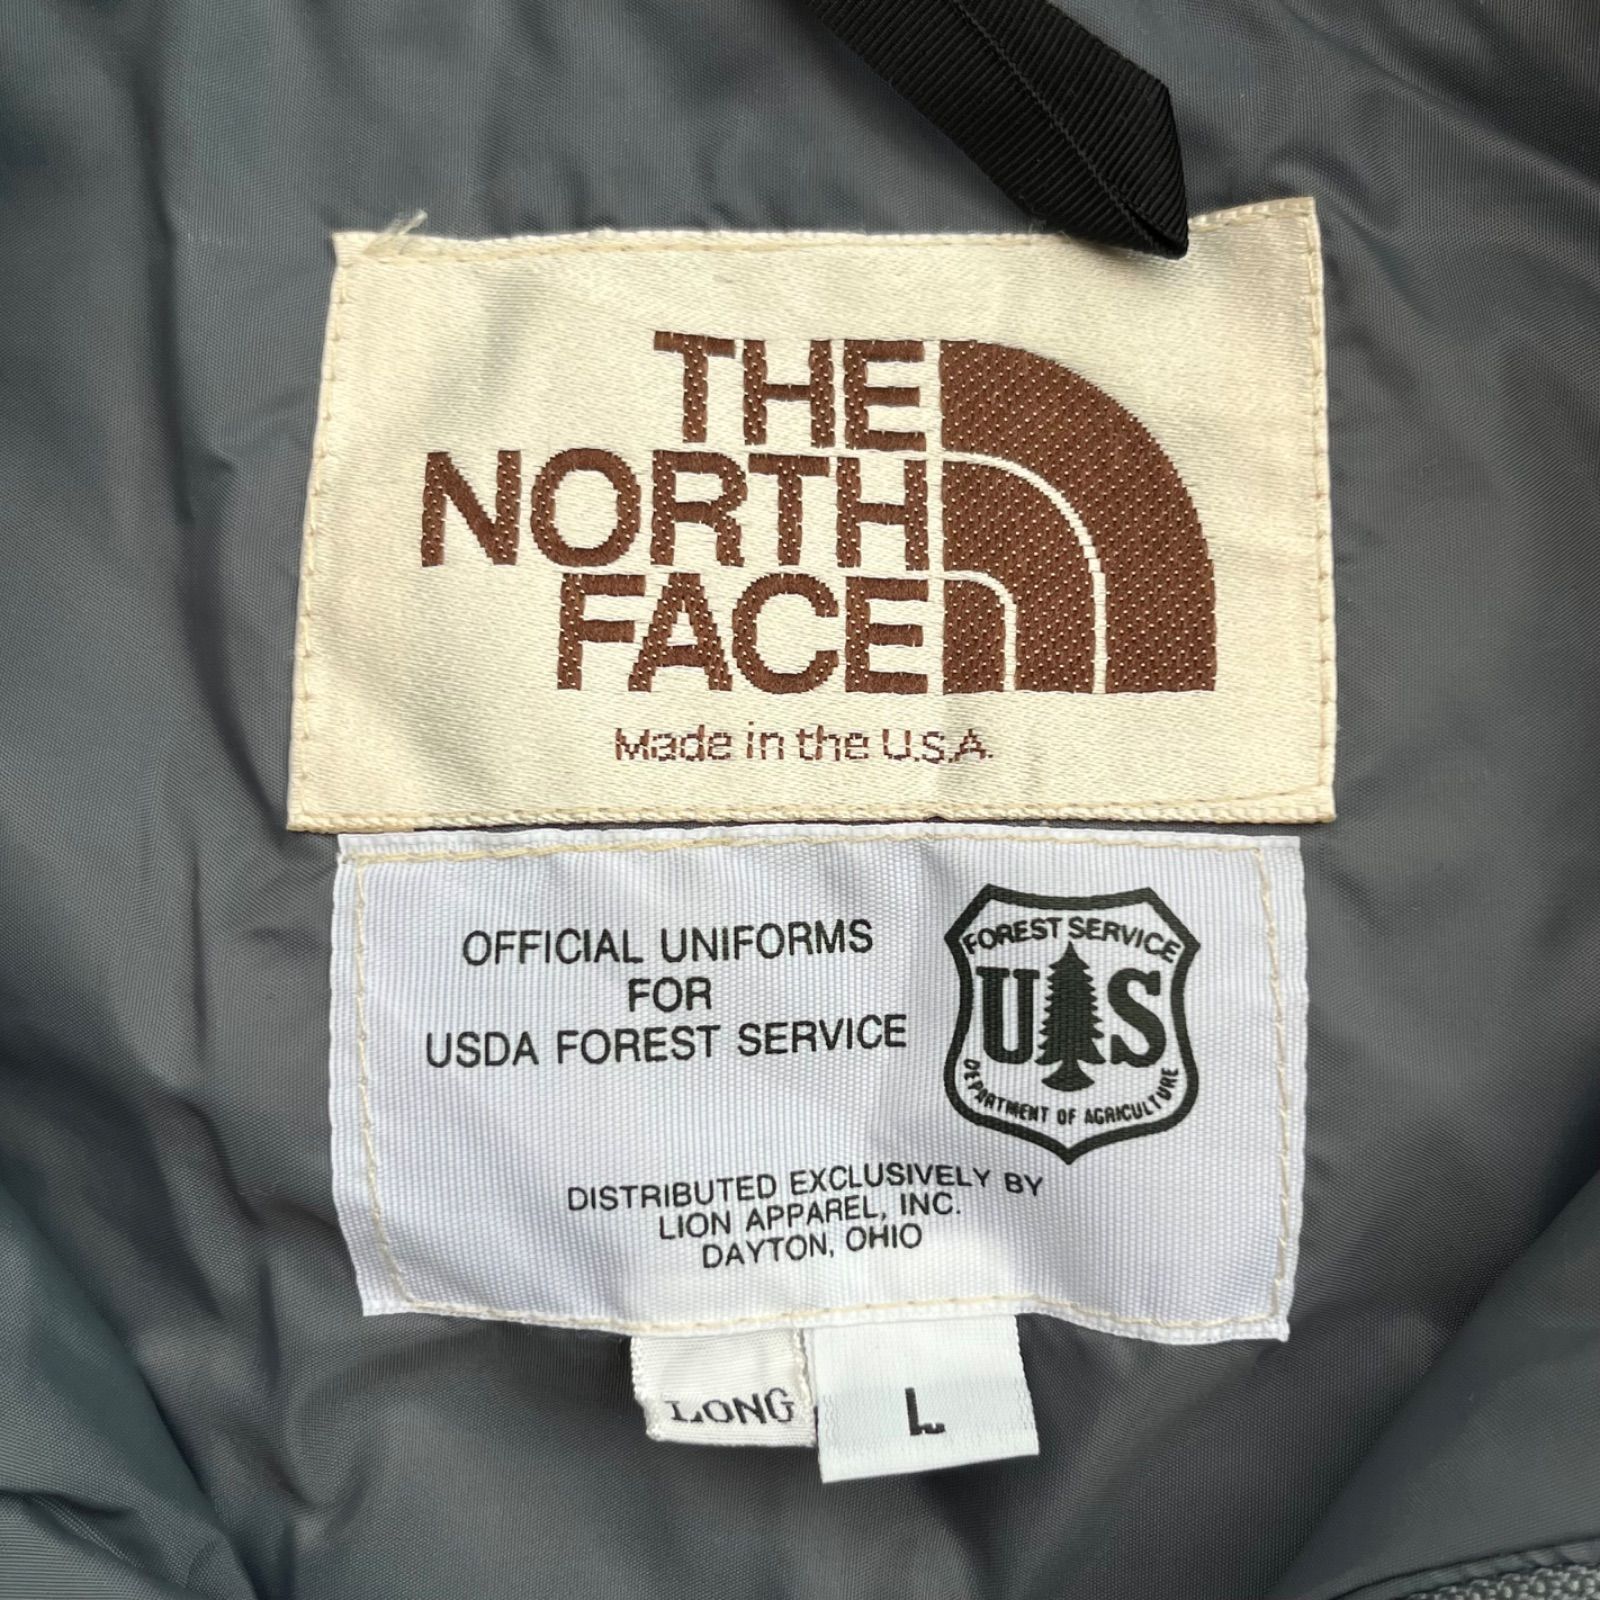 THE
NORTH
FACE
Made in the U.S.A.
OFFICIAL UNIFORMS
FOR
USDA FOREST SERVICE
FOREST SERVICE
U S
DEPARTMENT OF AGRICULTURE
DISTRIBUTED EXCLUSIVELY BY
LION APPAREL, INC.
DAYTON, OHIO
LONG
L